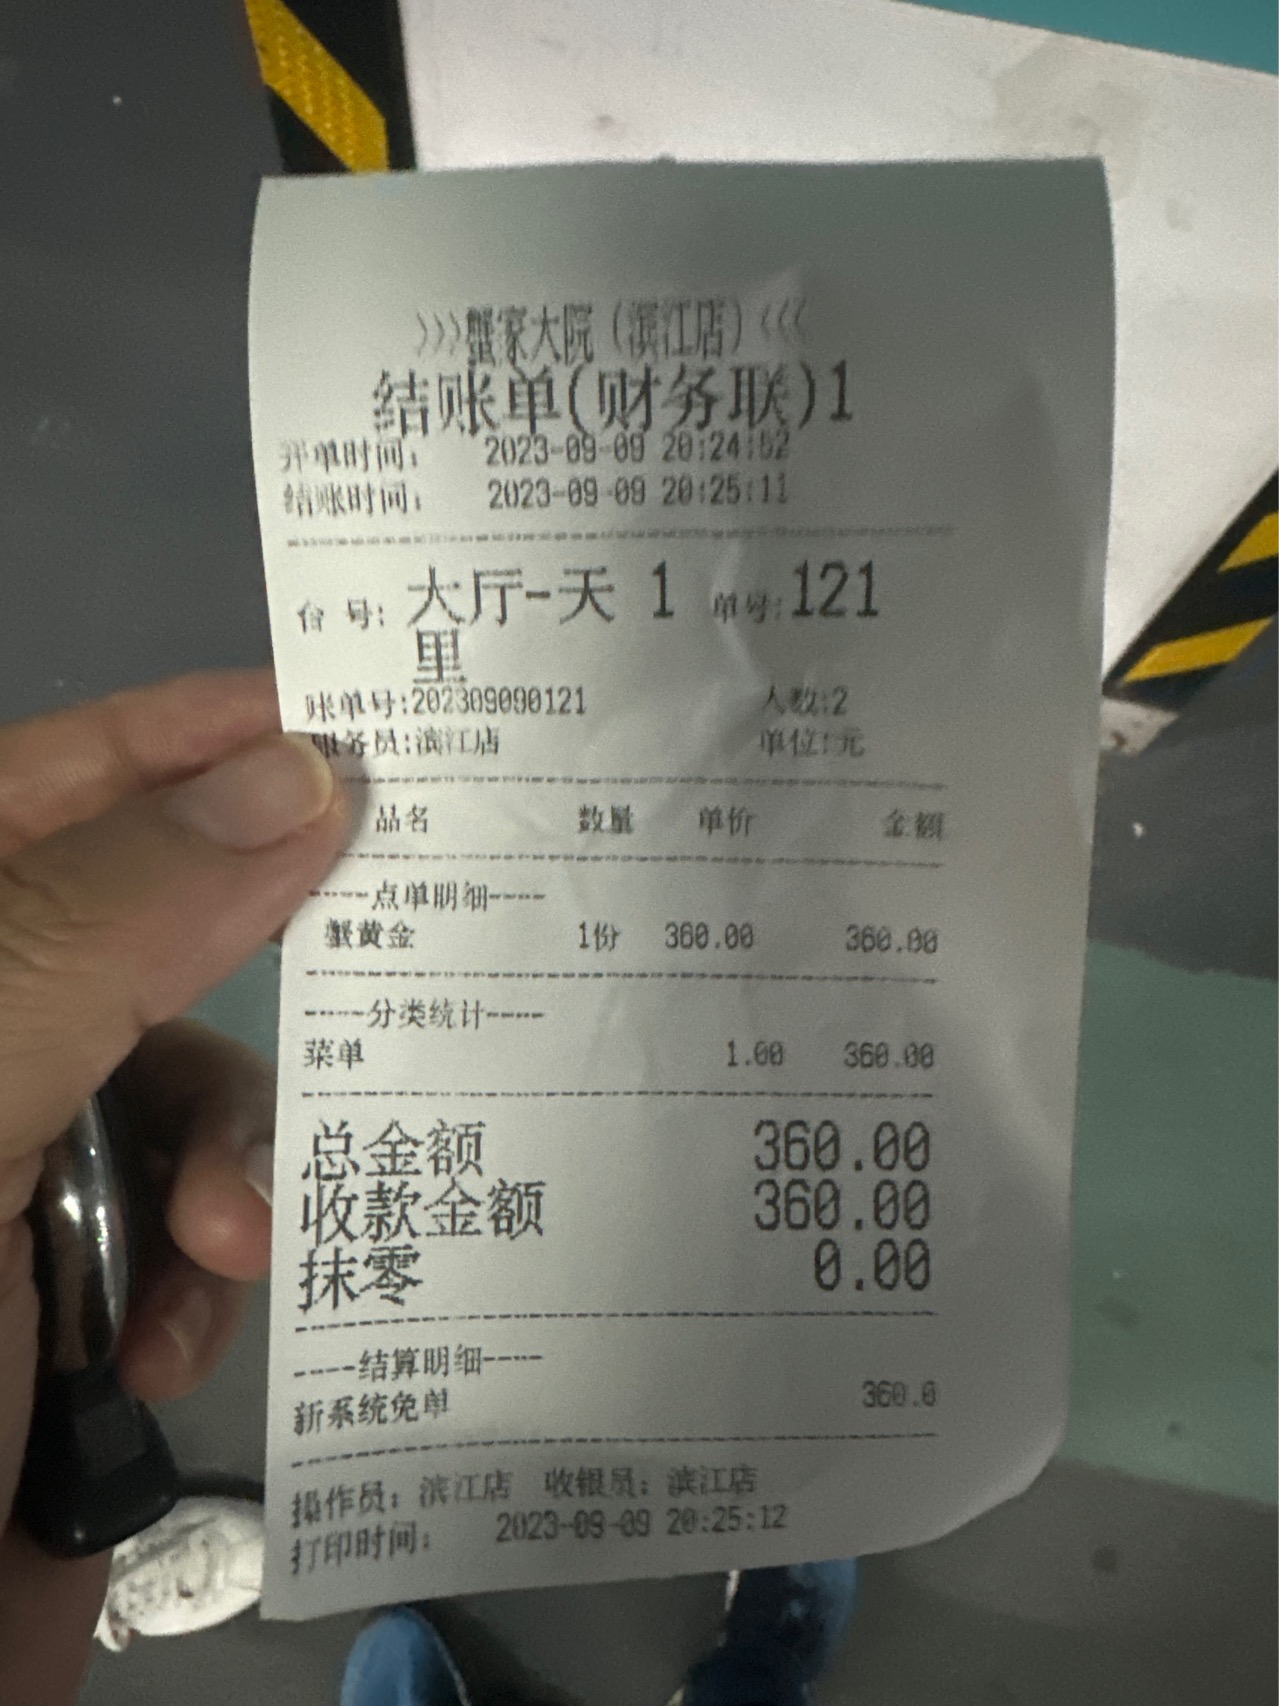 》》》蟹家大院（滨江店）《《《
结账单(财务联)1
开单时间： 2023-09-09 20:24:52
结账时间： 2023-09-09 20:25:11
台 号: 大厅-天 1 单号:121
里
账单号:202309090121 人数:2
服务员:滨江店 单位:元
品名 数量 单价 金额
-----点单明细-----
蟹黄金 1份 360.00 360.00
-----分类统计-----
菜单 1.00 360.00
总金额 360.00
收款金额 360.00
抹零 0.00
-----结算明细-----
新系统免单 360.0
操作员：滨江店 收银员：滨江店
打印时间： 2023-09-09 20:25:12